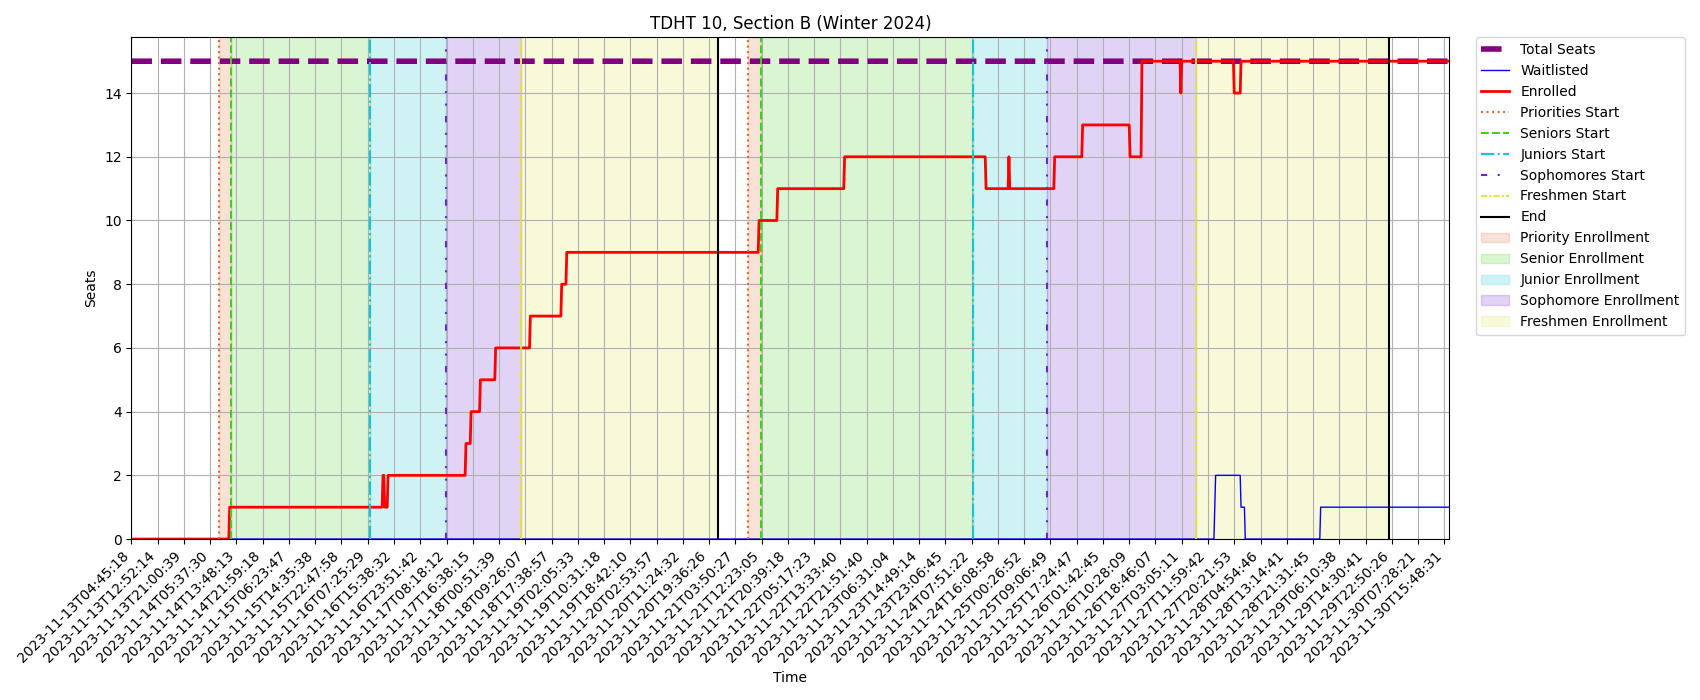 TDHT 10, Section B (Winter 2024)
Total Seats
Waitlisted
Enrolled
Priorities Start
Seniors Start
Juniors Start
Sophomores Start
Freshmen Start
End
Priority Enrollment
Senior Enrollment
Junior Enrollment
Sophomore Enrollment
Freshmen Enrollment
Seats
14
12
10
8
6
4
2
0
2023-11-13T04:45:18
2023-11-13T12:52:14
2023-11-13T21:00:39
2023-11-14T05:37:30
2023-11-14T13:48:13
2023-11-14T21:59:18
2023-11-15T06:23:47
2023-11-15T14:35:38
2023-11-15T22:47:58
2023-11-16T07:25:29
2023-11-16T15:38:32
2023-11-16T23:51:42
2023-11-17T08:18:12
2023-11-17T16:38:15
2023-11-18T00:51:39
2023-11-18T09:26:07
2023-11-18T17:38:57
2023-11-19T02:05:33
2023-11-19T10:31:18
2023-11-19T18:42:10
2023-11-20T02:53:57
2023-11-20T11:24:32
2023-11-20T19:36:26
2023-11-21T03:50:27
2023-11-21T12:23:05
2023-11-21T20:39:18
2023-11-22T05:17:23
2023-11-22T13:33:40
2023-11-22T21:51:40
2023-11-23T06:31:04
2023-11-23T14:49:14
2023-11-23T23:06:45
2023-11-24T07:51:22
2023-11-24T16:08:58
2023-11-25T00:26:52
2023-11-25T09:06:49
2023-11-25T17:24:47
2023-11-26T01:42:45
2023-11-26T10:28:09
2023-11-26T18:46:07
2023-11-27T03:05:11
2023-11-27T11:59:42
2023-11-27T20:21:53
2023-11-28T04:54:46
2023-11-28T13:14:41
2023-11-28T21:31:45
2023-11-29T06:10:38
2023-11-29T14:30:41
2023-11-29T22:50:26
2023-11-30T07:28:21
2023-11-30T15:48:31
Time